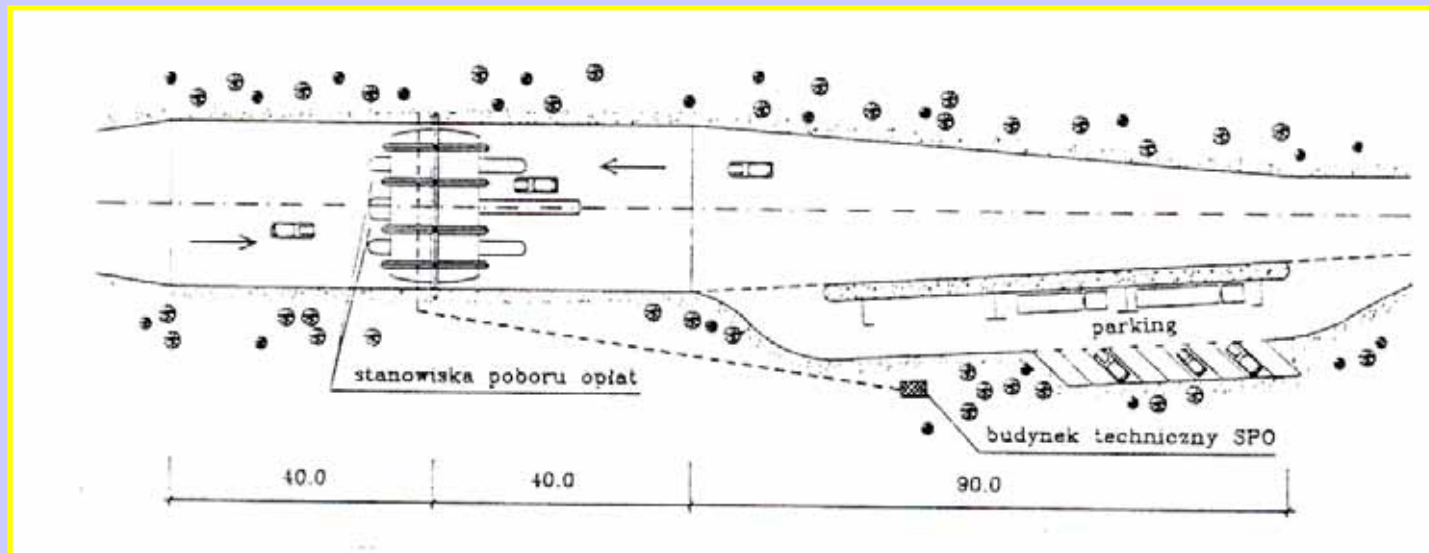 parking
stanowiska poboru opłat
budynek techniczny SPO
40.0
40.0
90.0